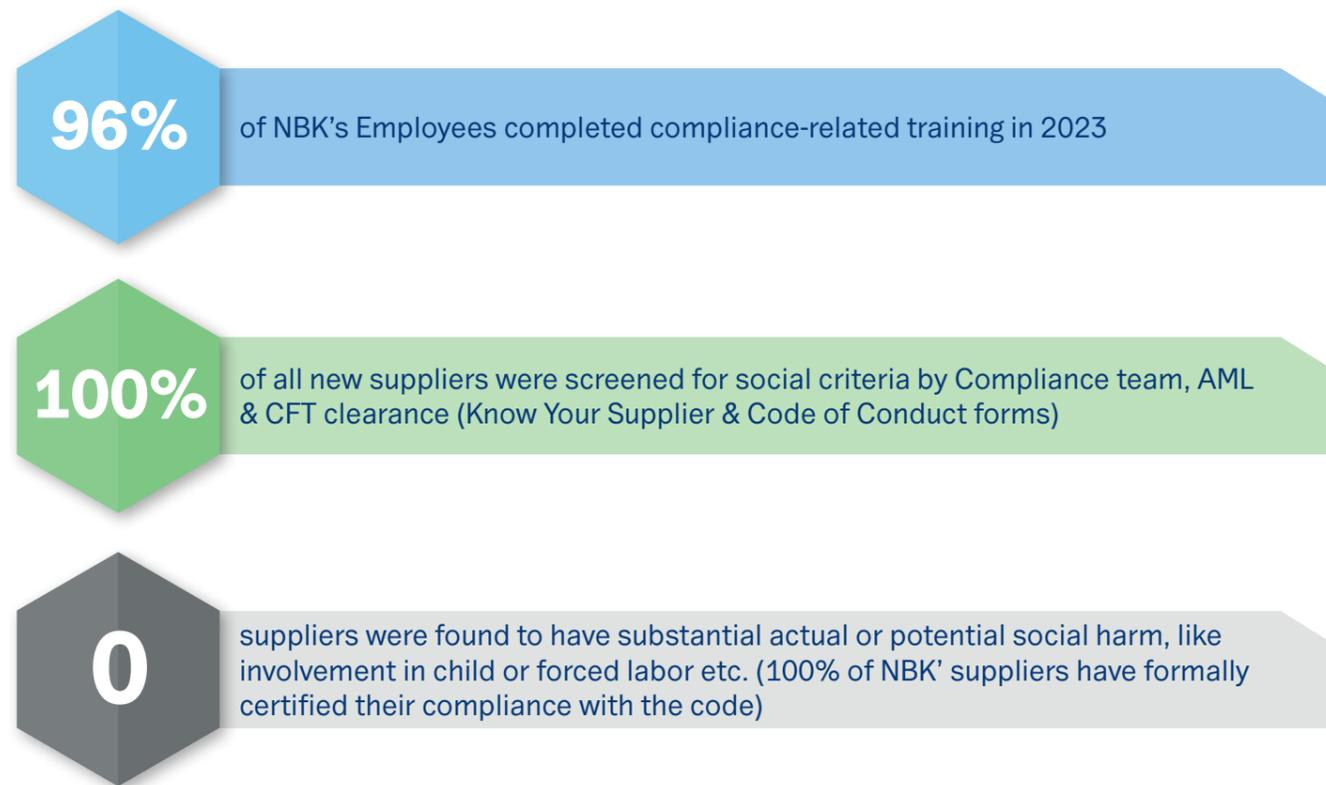 96%
of NBK’s Employees completed compliance-related training in 2023
100%
of all new suppliers were screened for social criteria by Compliance team, AML
& CFT clearance (Know Your Supplier & Code of Conduct forms)
0
suppliers were found to have substantial actual or potential social harm, like
involvement in child or forced labor etc. (100% of NBK’ suppliers have formally
certified their compliance with the code)